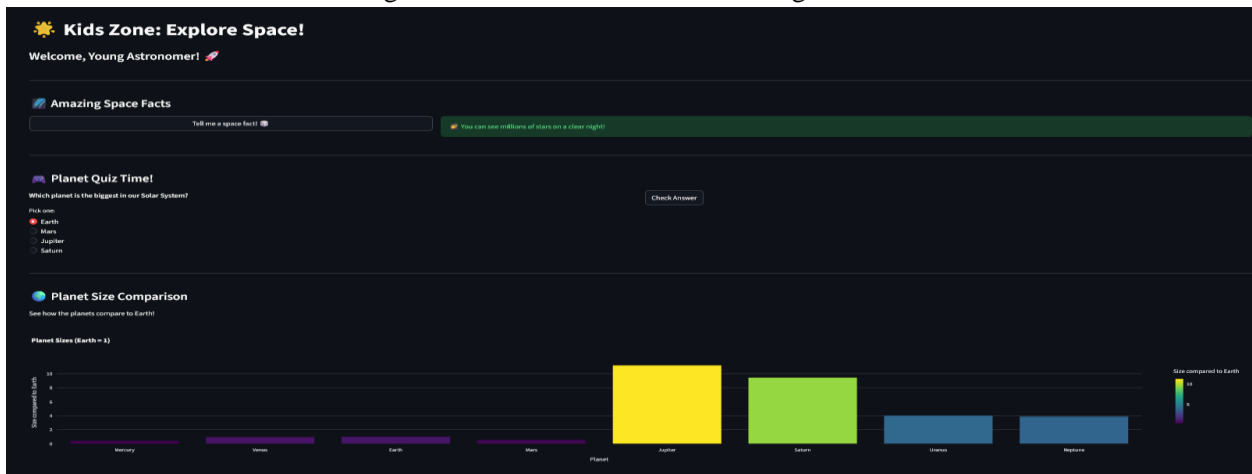 Kids Zone: Explore Space!
Welcome, Young Astronomer! 🚀
Amazing Space Facts
Tell me a space fact!
You can see millions of stars on a clear night!
Planet Quiz Time!
Which planet is the biggest in our Solar System?
Check Answer
Pick one:
Earth
Mars
Jupiter
Saturn
Planet Size Comparison
See how the planets compare to Earth!
Planet Sizes (Earth = 1)
Size compared to Earth
10
8
6
4
2
0
Mercury Venus Earth Mars Jupiter Saturn Uranus Neptune
Planet
Size compared to Earth
10
5